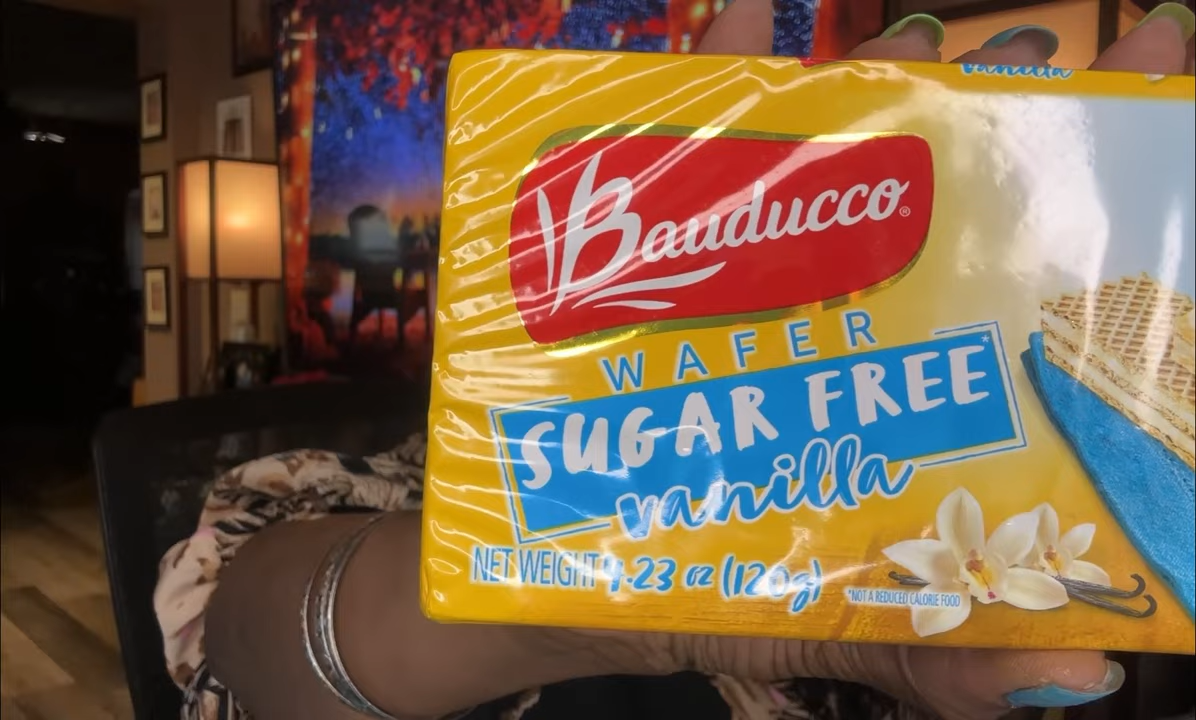 vanilla
Bauducco®
WAFER
SUGAR FREE*
vanilla
NET WEIGHT 4.23 oz (120g)
*NOT A REDUCED CALORIE FOOD